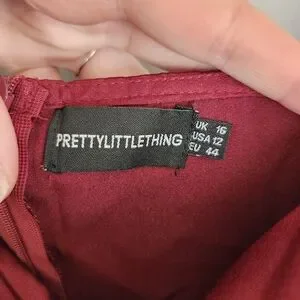 PRETTYLITTLETHING
UK 16
USA 12
EU 44